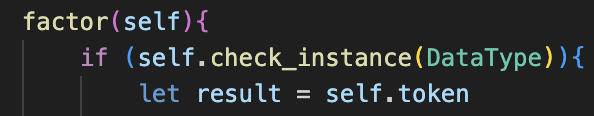 factor(self){
if (self.check_instance(DataType)){
let result = self.token